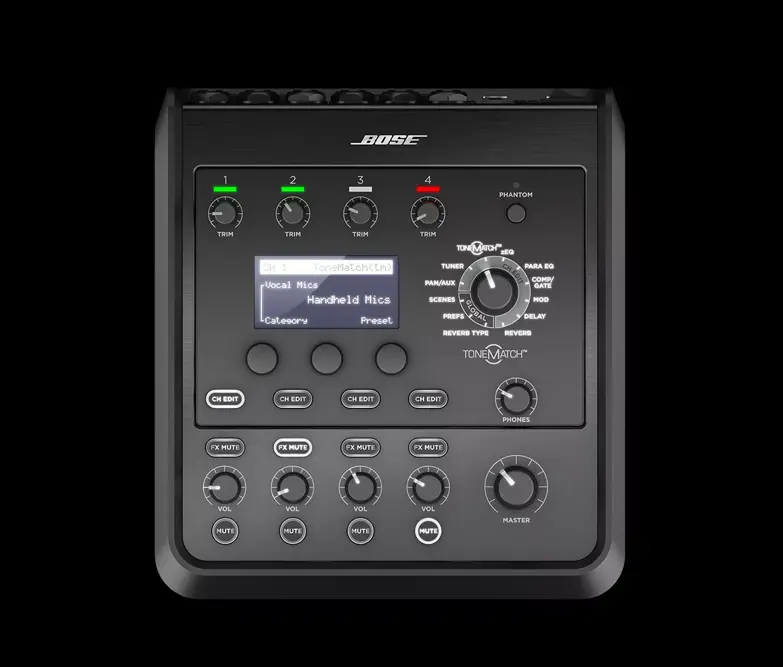 BOSE
1 2 3 4
PHANTOM
TRIM TRIM TRIM TRIM
TONEMATCH™
zEQ
TUNER PARA EQ
CH 1 ToneMatch(tm)
PAN/AUX COMP/
GATE
CH EDIT
Vocal Mics
SCENES MOD
Handheld Mics
GLOBAL
PREFS DELAY
Category Preset
REVERB TYPE REVERB
TONEMATCH™
CH EDIT CH EDIT CH EDIT CH EDIT
PHONES
FX MUTE FX MUTE FX MUTE FX MUTE
VOL VOL VOL VOL
MASTER
MUTE MUTE MUTE MUTE